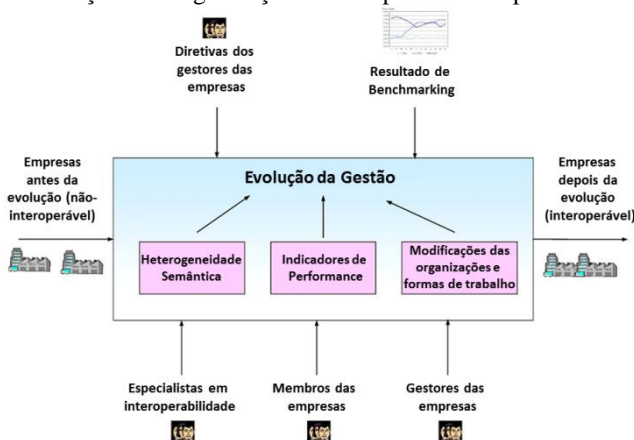 Diretivas dos
gestores das
empresas
Resultado de
Benchmarking
Empresas
antes da
evolução (não-
interoperável)
Evolução da Gestão
Empresas
depois da
evolução
(interoperável)
Heterogeneidade
Semântica
Indicadores de
Performance
Modificações das
organizações e
formas de trabalho
Especialistas em
interoperabilidade
Membros das
empresas
Gestores das
empresas